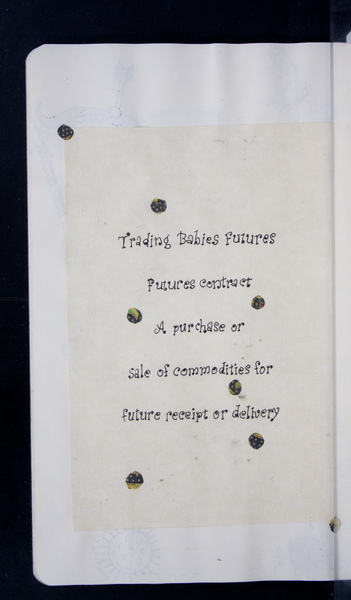 Trading Babies Futures
Futures contract
A purchase or
sale of commodities for
future receipt or delivery